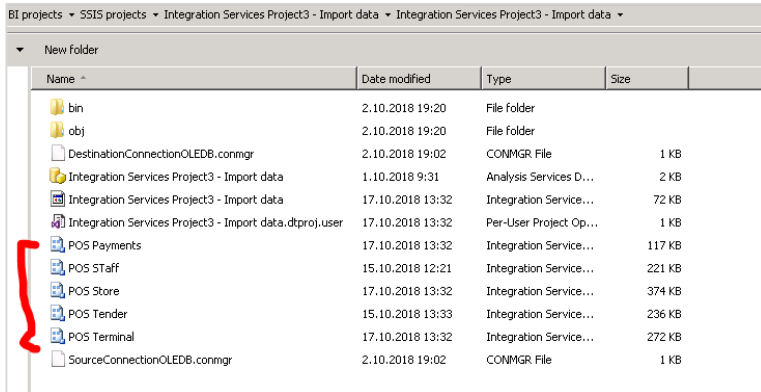 BI projects ▾ SSIS projects ▾ Integration Services Project3 - Import data ▾ Integration Services Project3 - Import data ▾
New folder
Name Date modified Type Size
bin 2.10.2018 19:20 File folder
obj 2.10.2018 19:20 File folder
DestinationConnectionOLEDB.conmgr 2.10.2018 19:02 CONMGR File 1 KB
Integration Services Project3 - Import data 1.10.2018 9:31 Analysis Services D... 2 KB
Integration Services Project3 - Import data 17.10.2018 13:32 Integration Service... 72 KB
Integration Services Project3 - Import data.dtproj.user 17.10.2018 13:32 Per-User Project Op... 1 KB
POS Payments 17.10.2018 13:32 Integration Service... 117 KB
POS STaff 15.10.2018 12:21 Integration Service... 221 KB
POS Store 17.10.2018 13:32 Integration Service... 374 KB
POS Tender 15.10.2018 13:33 Integration Service... 236 KB
POS Terminal 17.10.2018 13:32 Integration Service... 272 KB
SourceConnectionOLEDB.conmgr 2.10.2018 19:02 CONMGR File 1 KB